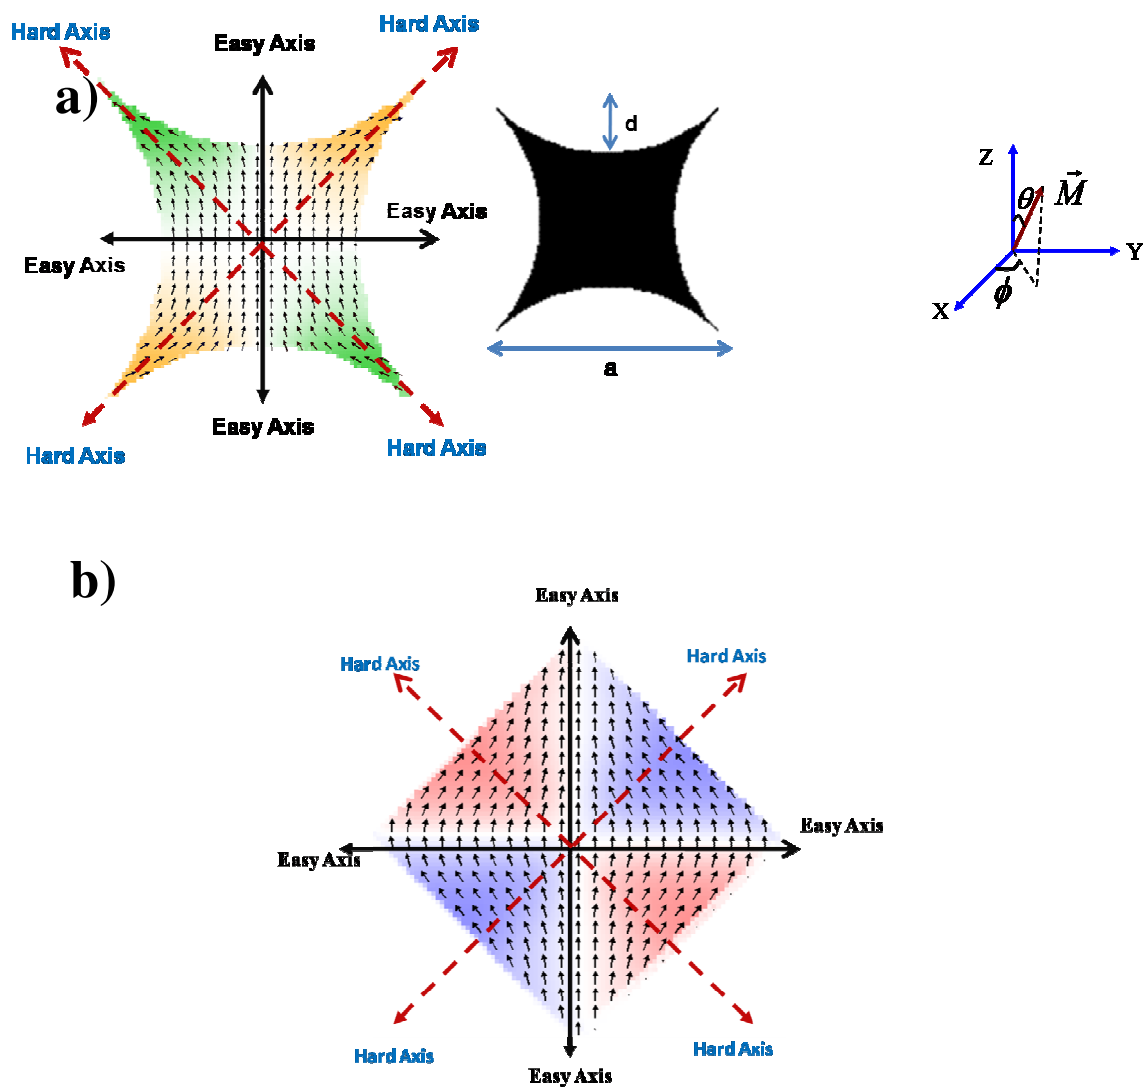 Hard Axis
Easy Axis
Hard Axis
a)
d
Easy Axis
Easy Axis
a
Easy Axis
Hard Axis
Hard Axis
Z
θ
M⃗
Y
X
ϕ
b)
Easy Axis
Hard Axis
Hard Axis
Easy Axis
Easy Axis
Hard Axis
Hard Axis
Easy Axis